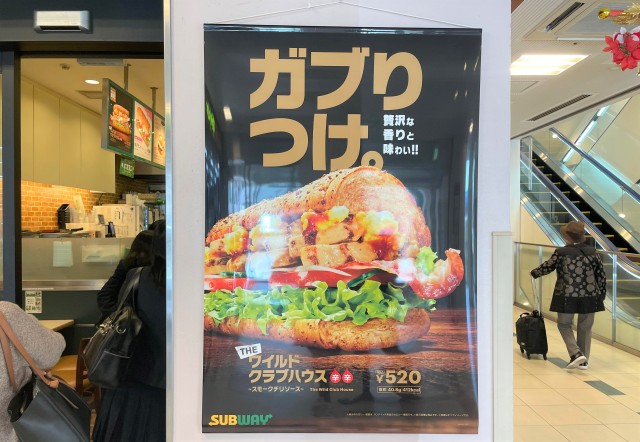 ガブり
つけ。
贅沢な
香りと
味わい!!
THE
ワイルド
クラブハウス 辛辛
-スモークチリソース- The Wild Club House
¥520
SUBWAY